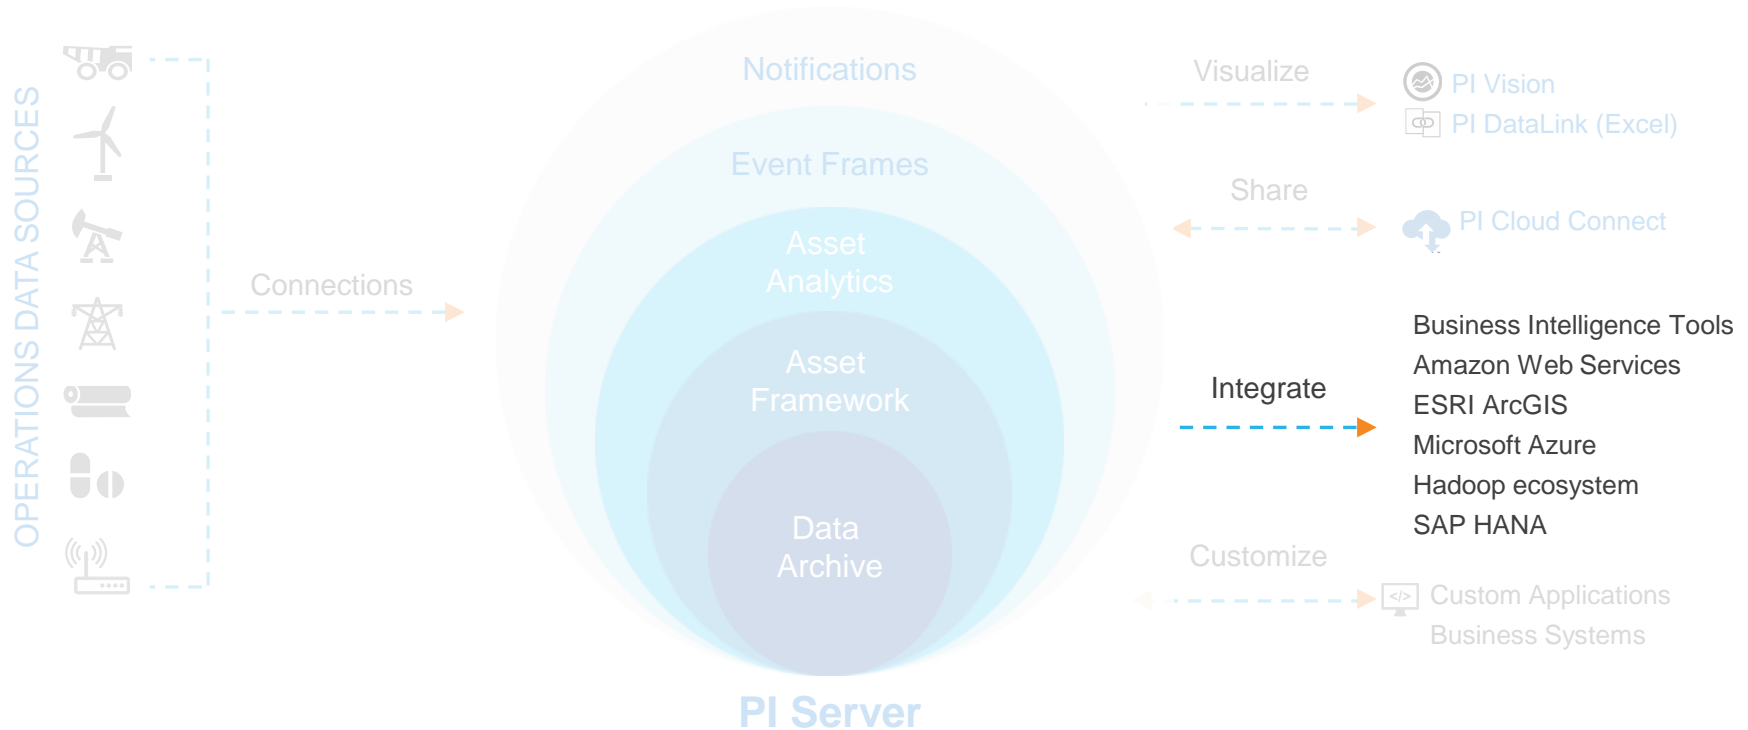 OPERATIONS DATA SOURCES
Connections
Notifications
Event Frames
Asset
Analytics
Asset
Framework
Data
Archive
PI Server
Visualize
PI Vision
PI DataLink (Excel)
Share
PI Cloud Connect
Integrate
Business Intelligence Tools
Amazon Web Services
ESRI ArcGIS
Microsoft Azure
Hadoop ecosystem
SAP HANA
Customize
</>
Custom Applications
Business Systems